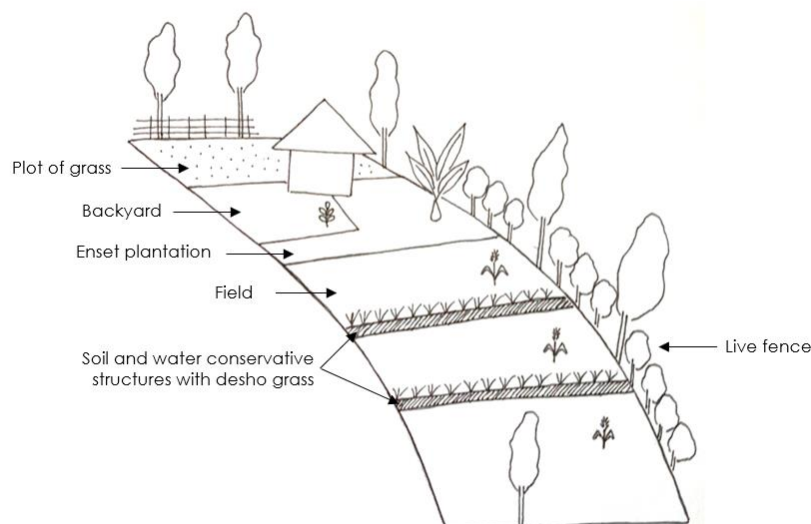 Plot of grass
Backyard
Enset plantation
Field
Soil and water conservative
structures with desho grass
Live fence